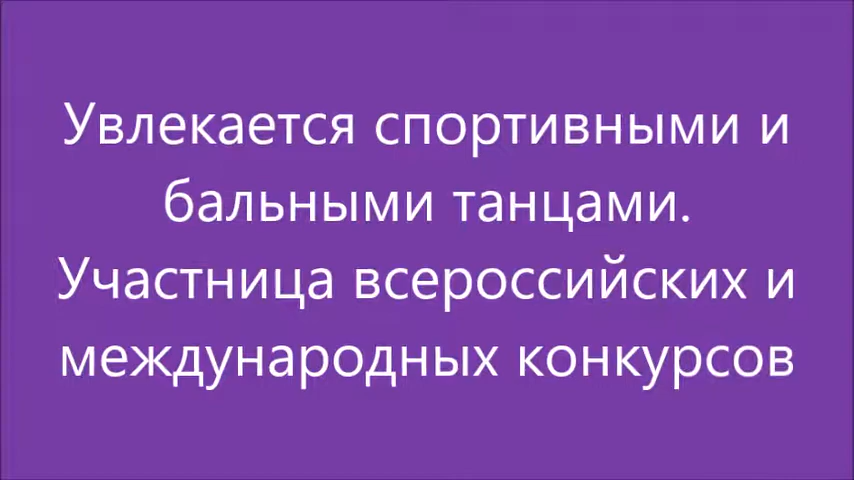 Увлекается спортивными и
бальными танцами.
Участница всероссийских и
международных конкурсов